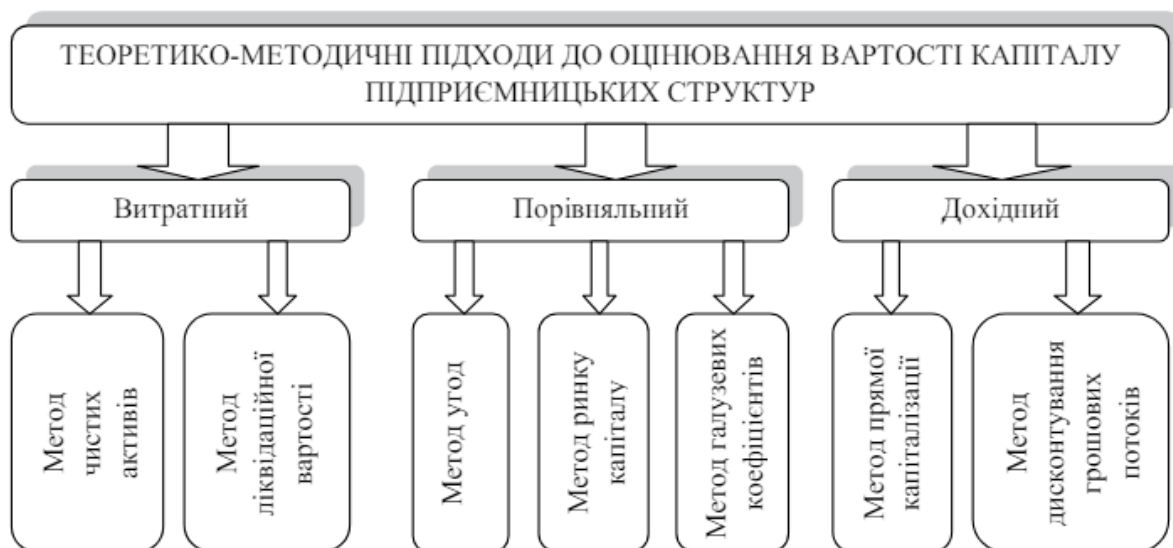 ТЕОРЕТИКО-МЕТОДИЧНІ ПІДХОДИ ДО ОЦІНЮВАННЯ ВАРТОСТІ КАПІТАЛУ
ПІДПРИЄМНИЦЬКИХ СТРУКТУР
Витратний
Порівняльний
Дохідний
Метод
чистих
активів
Метод
ліквідаційної
вартості
Метод угод
Метод ринку
капіталу
Метод галузевих
коефіцієнтів
Метод прямої
капіталізації
Метод
дисконтування
грошових
потоків